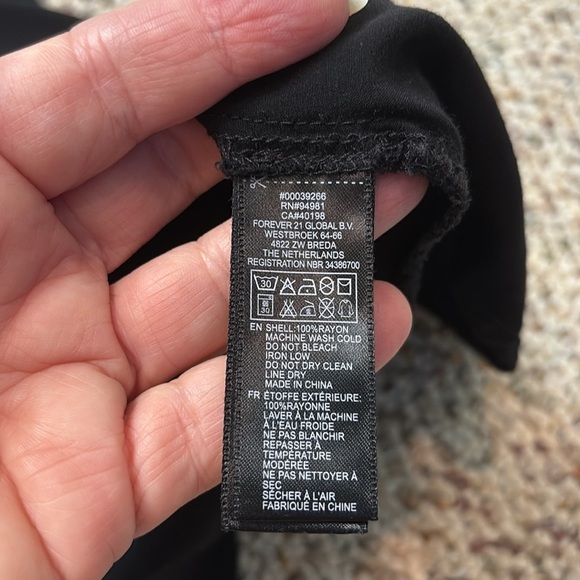 #00039266
RN#94981
CA#40198
FOREVER 21 GLOBAL B.V.
WESTBROEK 64-66
4822 ZW BREDA
THE NETHERLANDS
REGISTRATION NBR 34386700
30
30
EN SHELL:100%RAYON
MACHINE WASH COLD
DO NOT BLEACH
IRON LOW
DO NOT DRY CLEAN
LINE DRY
MADE IN CHINA
FR ÉTOFFE EXTÉRIEURE:
100%RAYONNE
LAVER À LA MACHINE
À L'EAU FROIDE
NE PAS BLANCHIR
REPASSER À
TEMPÉRATURE
MODÉRÉE
NE PAS NETTOYER À
SEC
SÉCHER À L'AIR
FABRIQUÉ EN CHINE